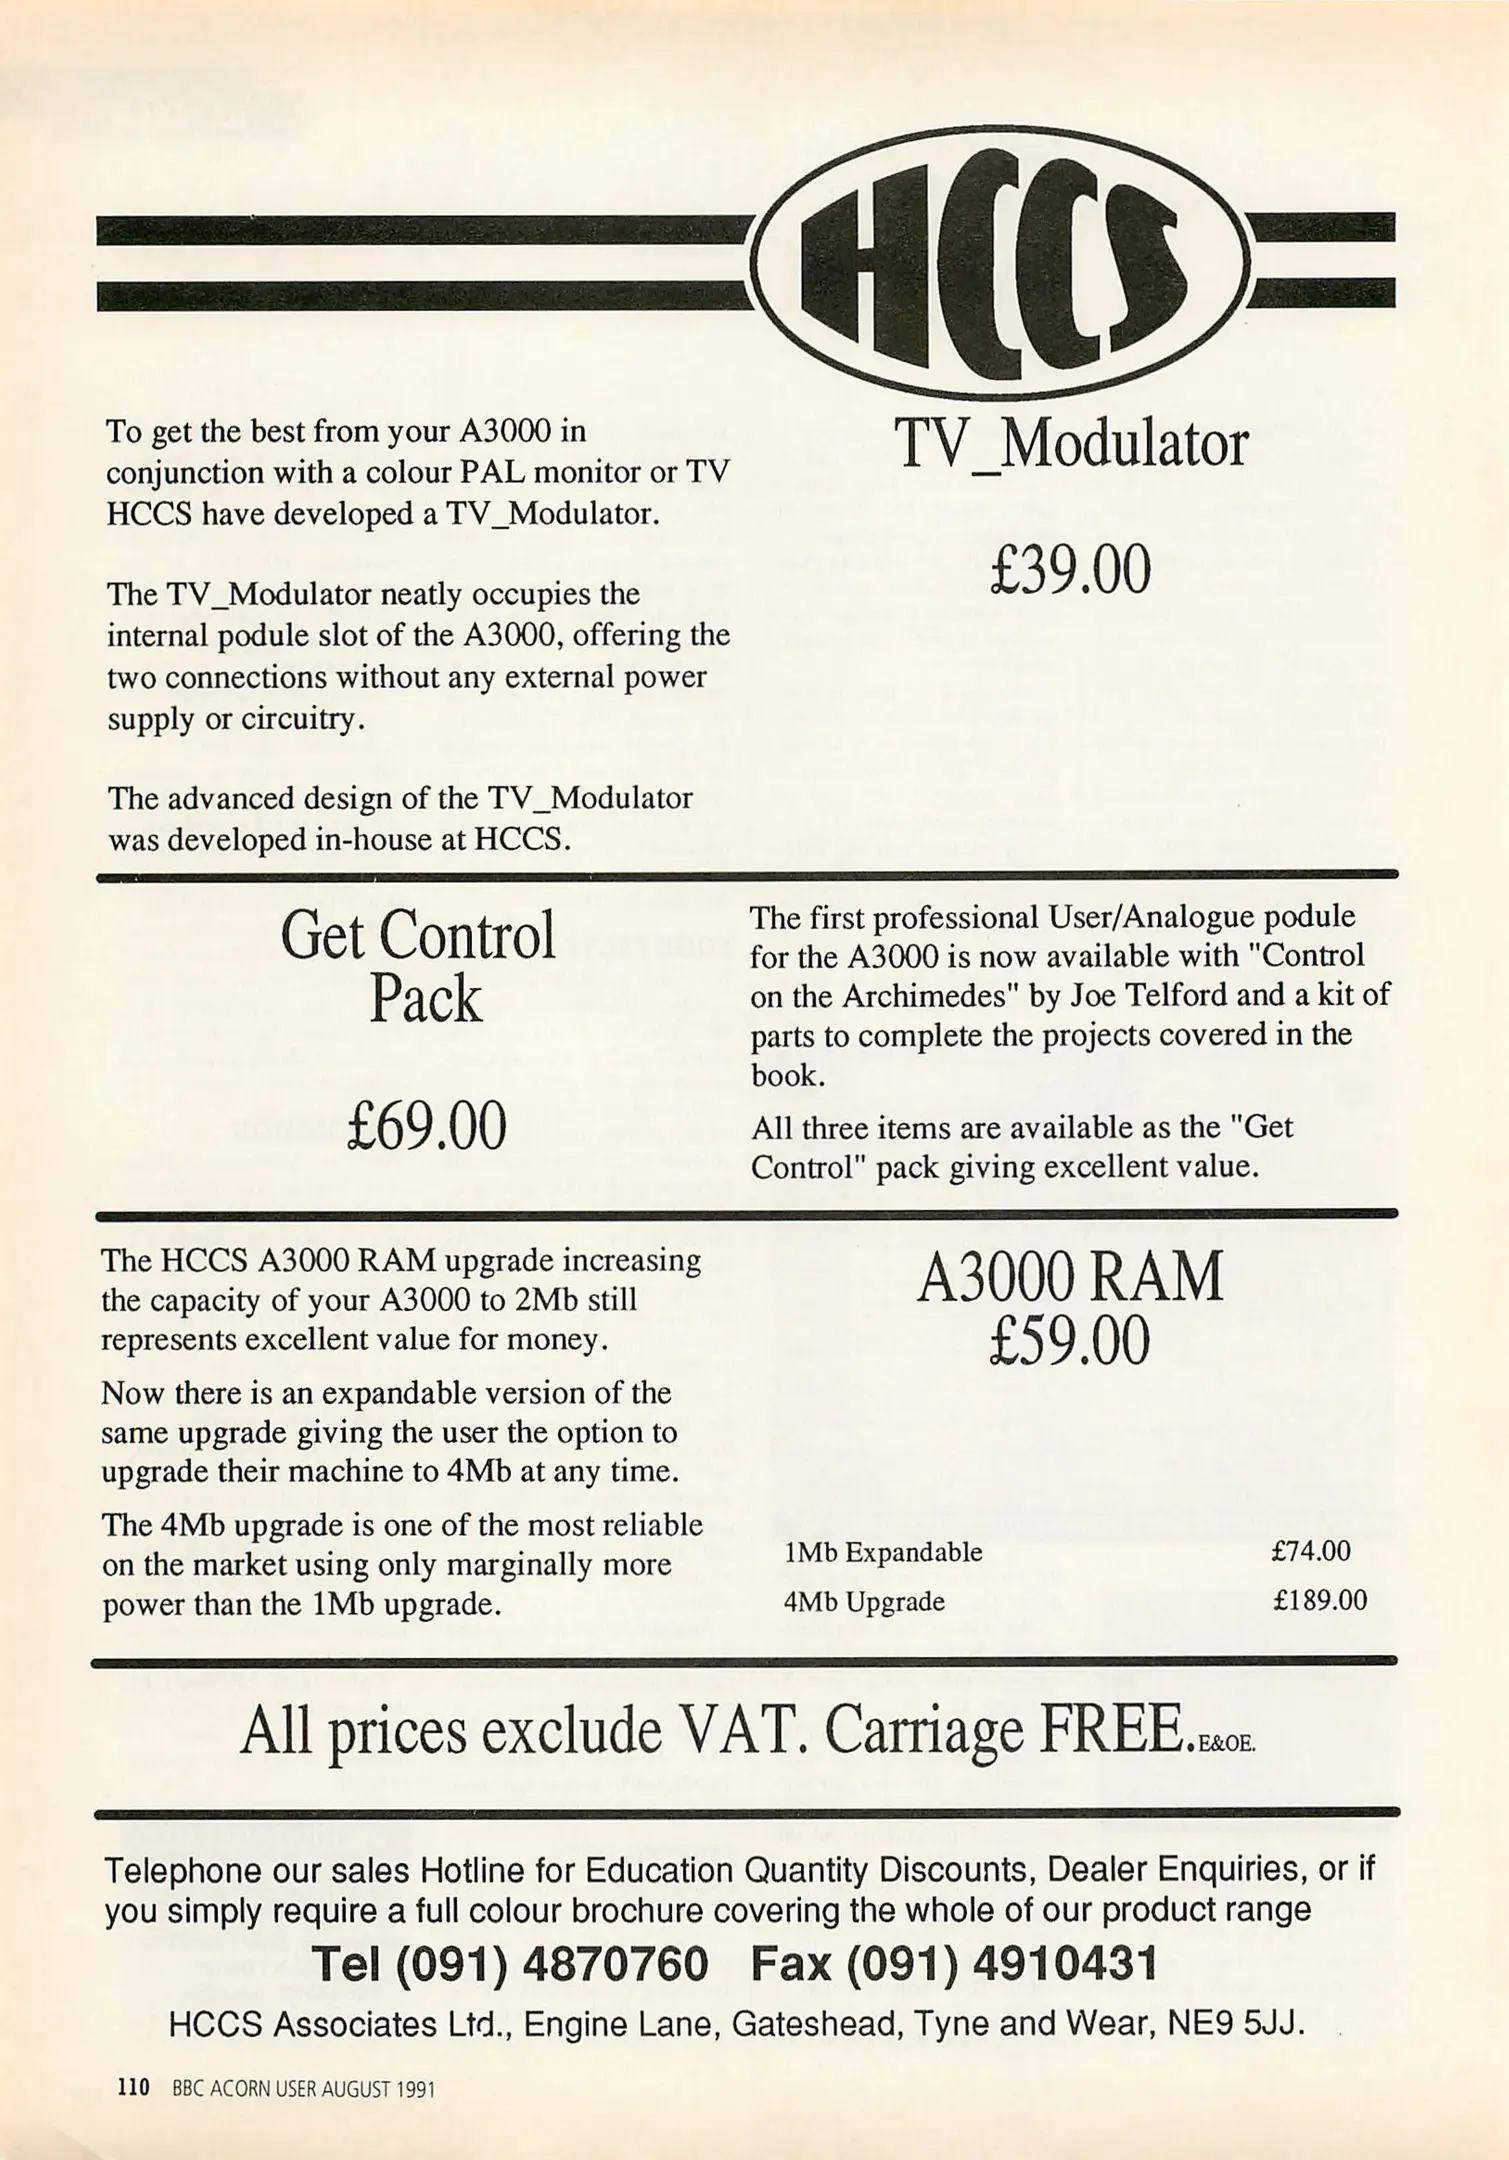 HCCS
To get the best from your A3000 in
conjunction with a colour PAL monitor or TV
HCCS have developed a TV_Modulator.
The TV_Modulator neatly occupies the
internal podule slot of the A3000, offering the
two connections without any external power
supply or circuitry.
The advanced design of the TV_Modulator
was developed in-house at HCCS.
TV_Modulator
£39.00
Get Control
Pack
£69.00
The first professional User/Analogue podule
for the A3000 is now available with "Control
on the Archimedes" by Joe Telford and a kit of
parts to complete the projects covered in the
book.
All three items are available as the "Get
Control" pack giving excellent value.
The HCCS A3000 RAM upgrade increasing
the capacity of your A3000 to 2Mb still
represents excellent value for money.
Now there is an expandable version of the
same upgrade giving the user the option to
upgrade their machine to 4Mb at any time.
The 4Mb upgrade is one of the most reliable
on the market using only marginally more
power than the 1Mb upgrade.
A3000 RAM
£59.00
1Mb Expandable £74.00
4Mb Upgrade £189.00
All prices exclude VAT. Carriage FREE.E&OE.
Telephone our sales Hotline for Education Quantity Discounts, Dealer Enquiries, or if
you simply require a full colour brochure covering the whole of our product range
Tel (091) 4870760 Fax (091) 4910431
HCCS Associates Ltd., Engine Lane, Gateshead, Tyne and Wear, NE9 5JJ.
110 BBC ACORN USER AUGUST 1991